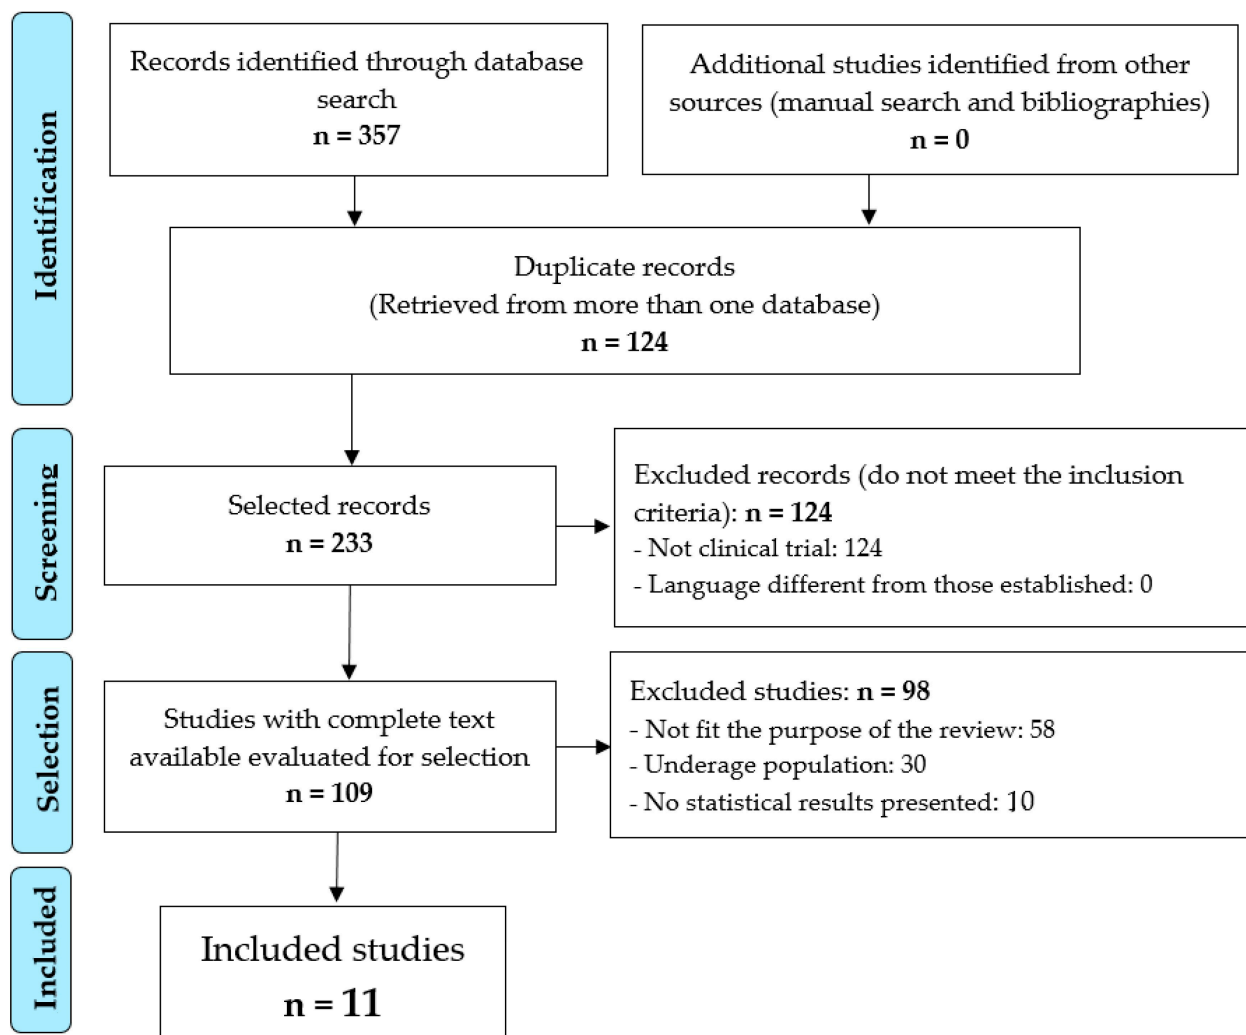 Identification
Records identified through database
search
n = 357
Additional studies identified from other
sources (manual search and bibliographies)
n = 0
Duplicate records
(Retrieved from more than one database)
n = 124
Screening
Selected records
n = 233
Excluded records (do not meet the inclusion
criteria): n = 124
- Not clinical trial: 124
- Language different from those established: 0
Selection
Studies with complete text
available evaluated for selection
n = 109
Excluded studies: n = 98
- Not fit the purpose of the review: 58
- Underage population: 30
- No statistical results presented: 10
Included
Included studies
n = 11